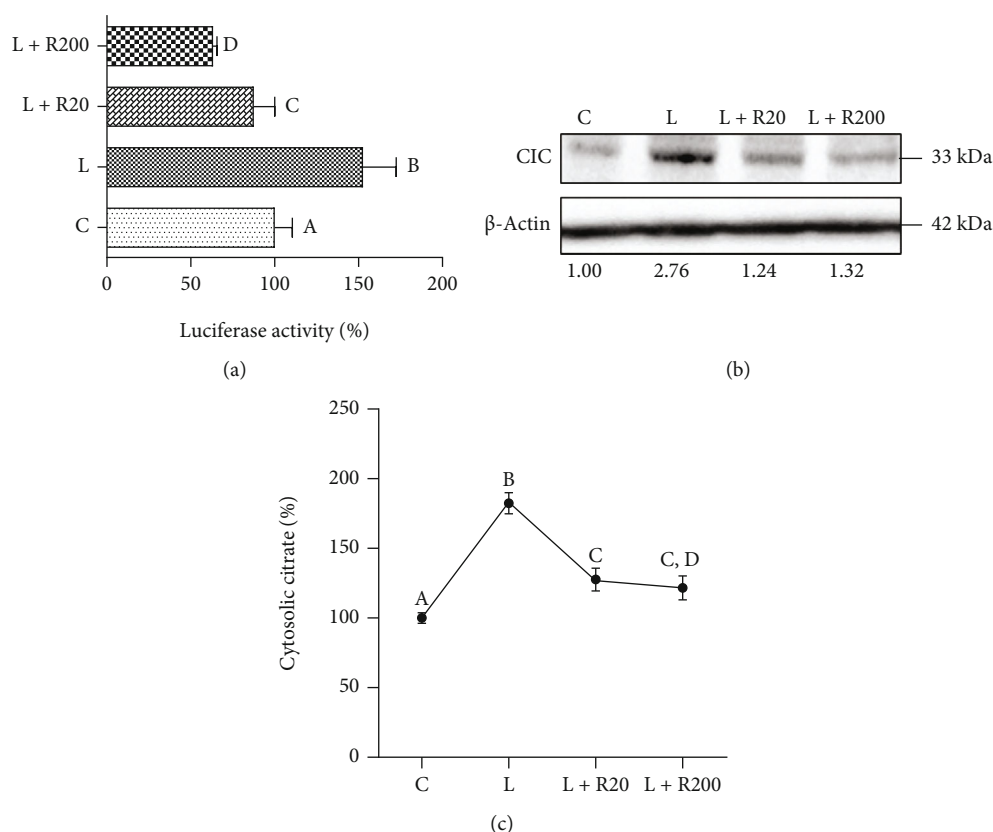 L + R200
D
L + R20
C
L
B
C
A
0 50 100 150 200
Luciferase activity (%)
(a)
C L L + R20 L + R200
CIC 33 kDa
β-Actin 42 kDa
1.00 2.76 1.24 1.32
(b)
250
200
150
100
50
0
Cytosolic citrate (%)
A
B
C
C, D
C L L + R20 L + R200
(c)